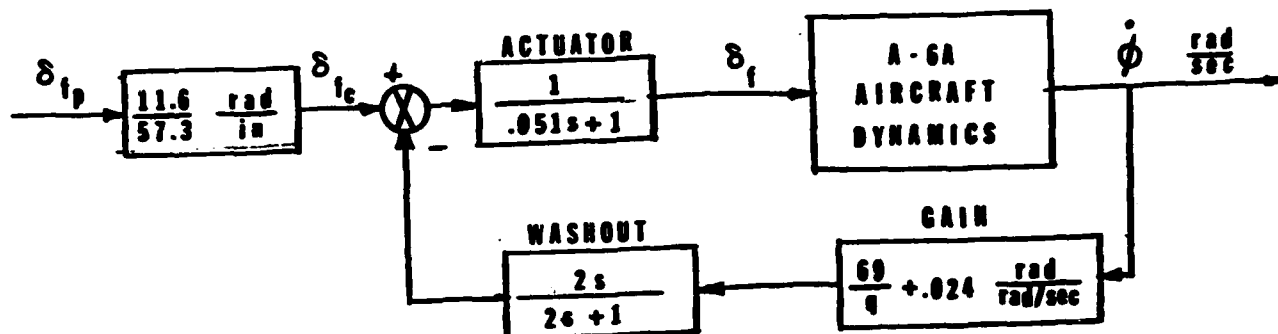 δfp
11.6
57.3
rad
in
δfc
+
−
ACTUATOR
1
.051s+1
δf
A-6A
AIRCRAFT
DYNAMICS
φ̇
rad
sec
WASHOUT
2s
2s +1
GAIN
69
q
+.024
rad
rad/sec